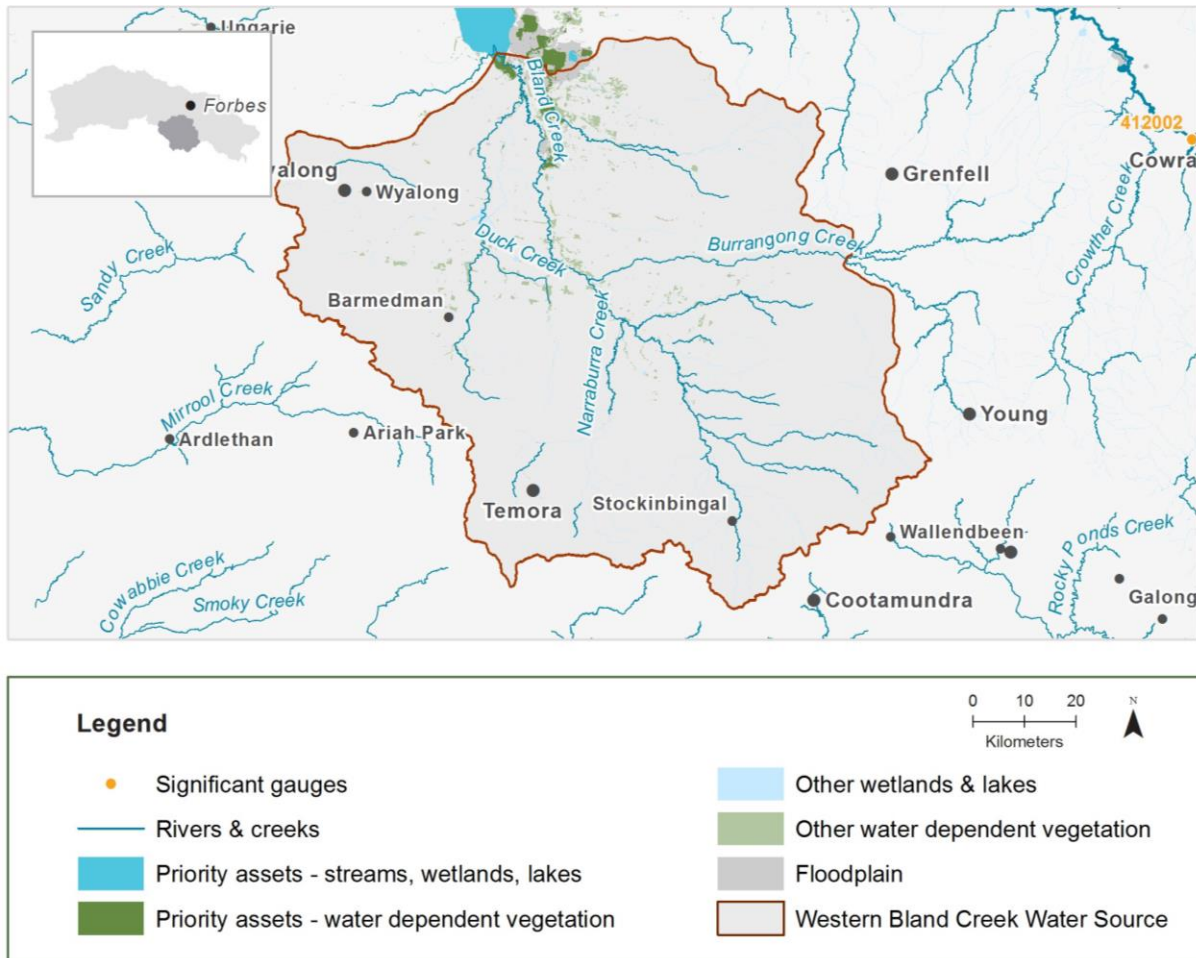 Ungarie
Forbes
Bland Creek
412002
Cowra
Grenfell
yalong
Wyalong
Crowther Creek
Burrangong Creek
Duck Creek
Sandy Creek
Barmedman
Narraburra Creek
Mirrool Creek
Ardlethan
Ariah Park
Young
Temora
Stockinbingal
Wallendbeen
Rocky Ponds Creek
Cowabbie Creek
Smoky Creek
Cootamundra
Galong
Legend
0 10 20
Kilometers
N
Significant gauges
Rivers & creeks
Priority assets - streams, wetlands, lakes
Priority assets - water dependent vegetation
Other wetlands & lakes
Other water dependent vegetation
Floodplain
Western Bland Creek Water Source